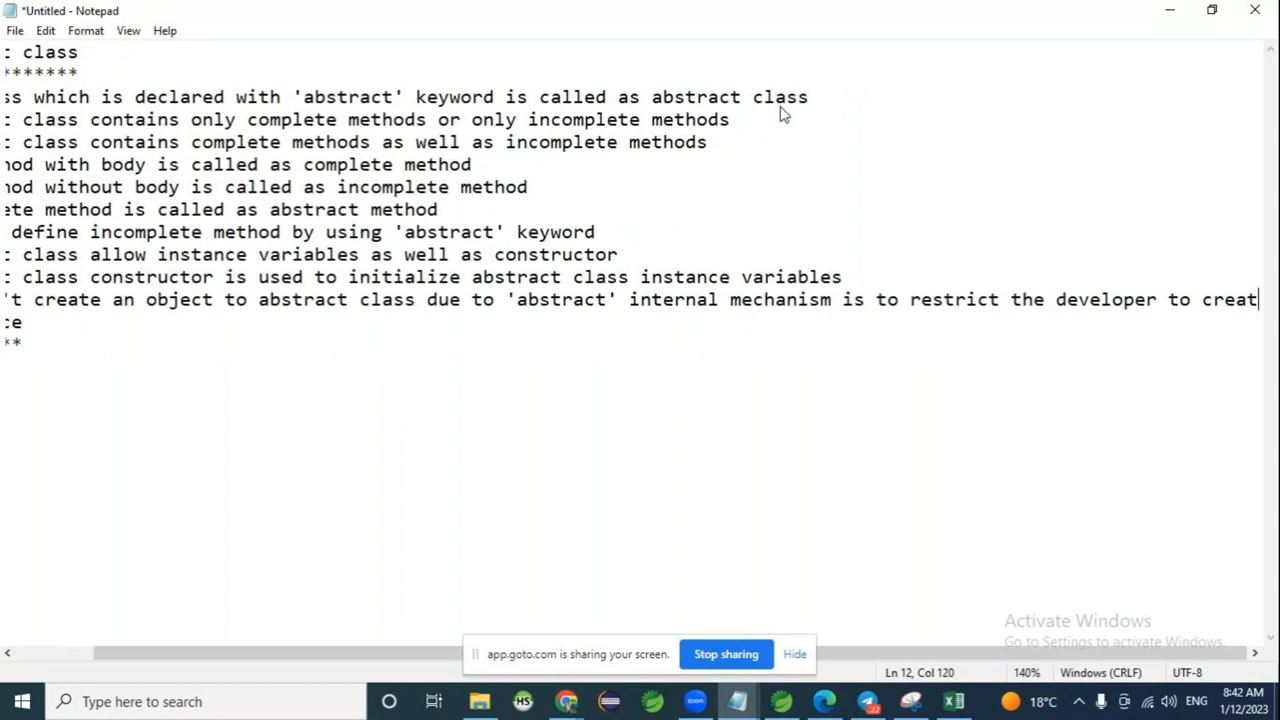 *Untitled - Notepad
File Edit Format View Help
: class
*******
ss which is declared with 'abstract' keyword is called as abstract class
: class contains only complete methods or only incomplete methods
: class contains complete methods as well as incomplete methods
nod with body is called as complete method
nod without body is called as incomplete method
ete method is called as abstract method
define incomplete method by using 'abstract' keyword
: class allow instance variables as well as constructor
: class constructor is used to initialize abstract class instance variables
't create an object to abstract class due to 'abstract' internal mechanism is to restrict the developer to creat
ce
**
Activate Windows
Go to Settings to activate Windows.
app.goto.com is sharing your screen. Stop sharing Hide
Ln 12, Col 120 140% Windows (CRLF) UTF-8
Type here to search
HS
zoom
22
18°C
ENG
8:42 AM
1/12/2023